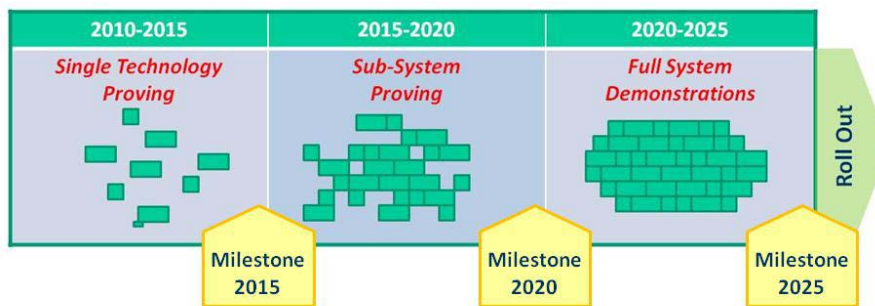 2010-2015
2015-2020
2020-2025
Single Technology
Proving
Sub-System
Proving
Full System
Demonstrations
Roll Out
Milestone
2015
Milestone
2020
Milestone
2025